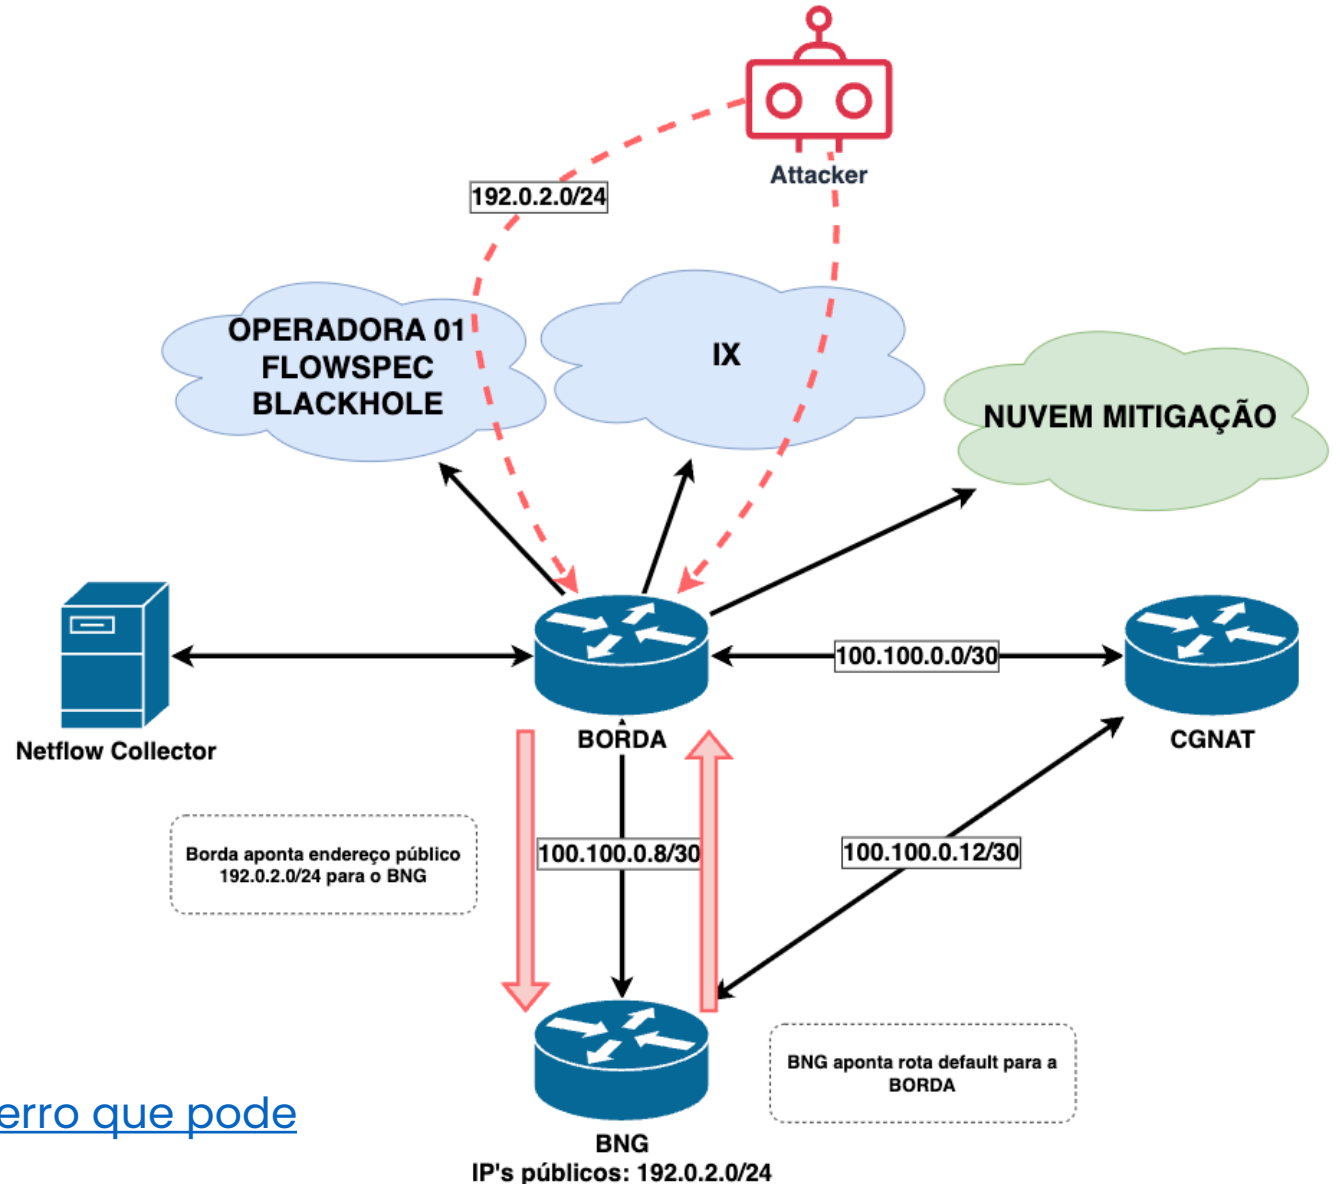 Attacker
192.0.2.0/24
OPERADORA 01
FLOWSPEC
BLACKHOLE
IX
NUVEM MITIGAÇÃO
Netflow Collector
BORDA
100.100.0.0/30
CGNAT
Borda aponta endereço público
192.0.2.0/24 para o BNG
100.100.0.8/30
100.100.0.12/30
BNG aponta rota default para a
BORDA
erro que pode
BNG
IP's públicos: 192.0.2.0/24